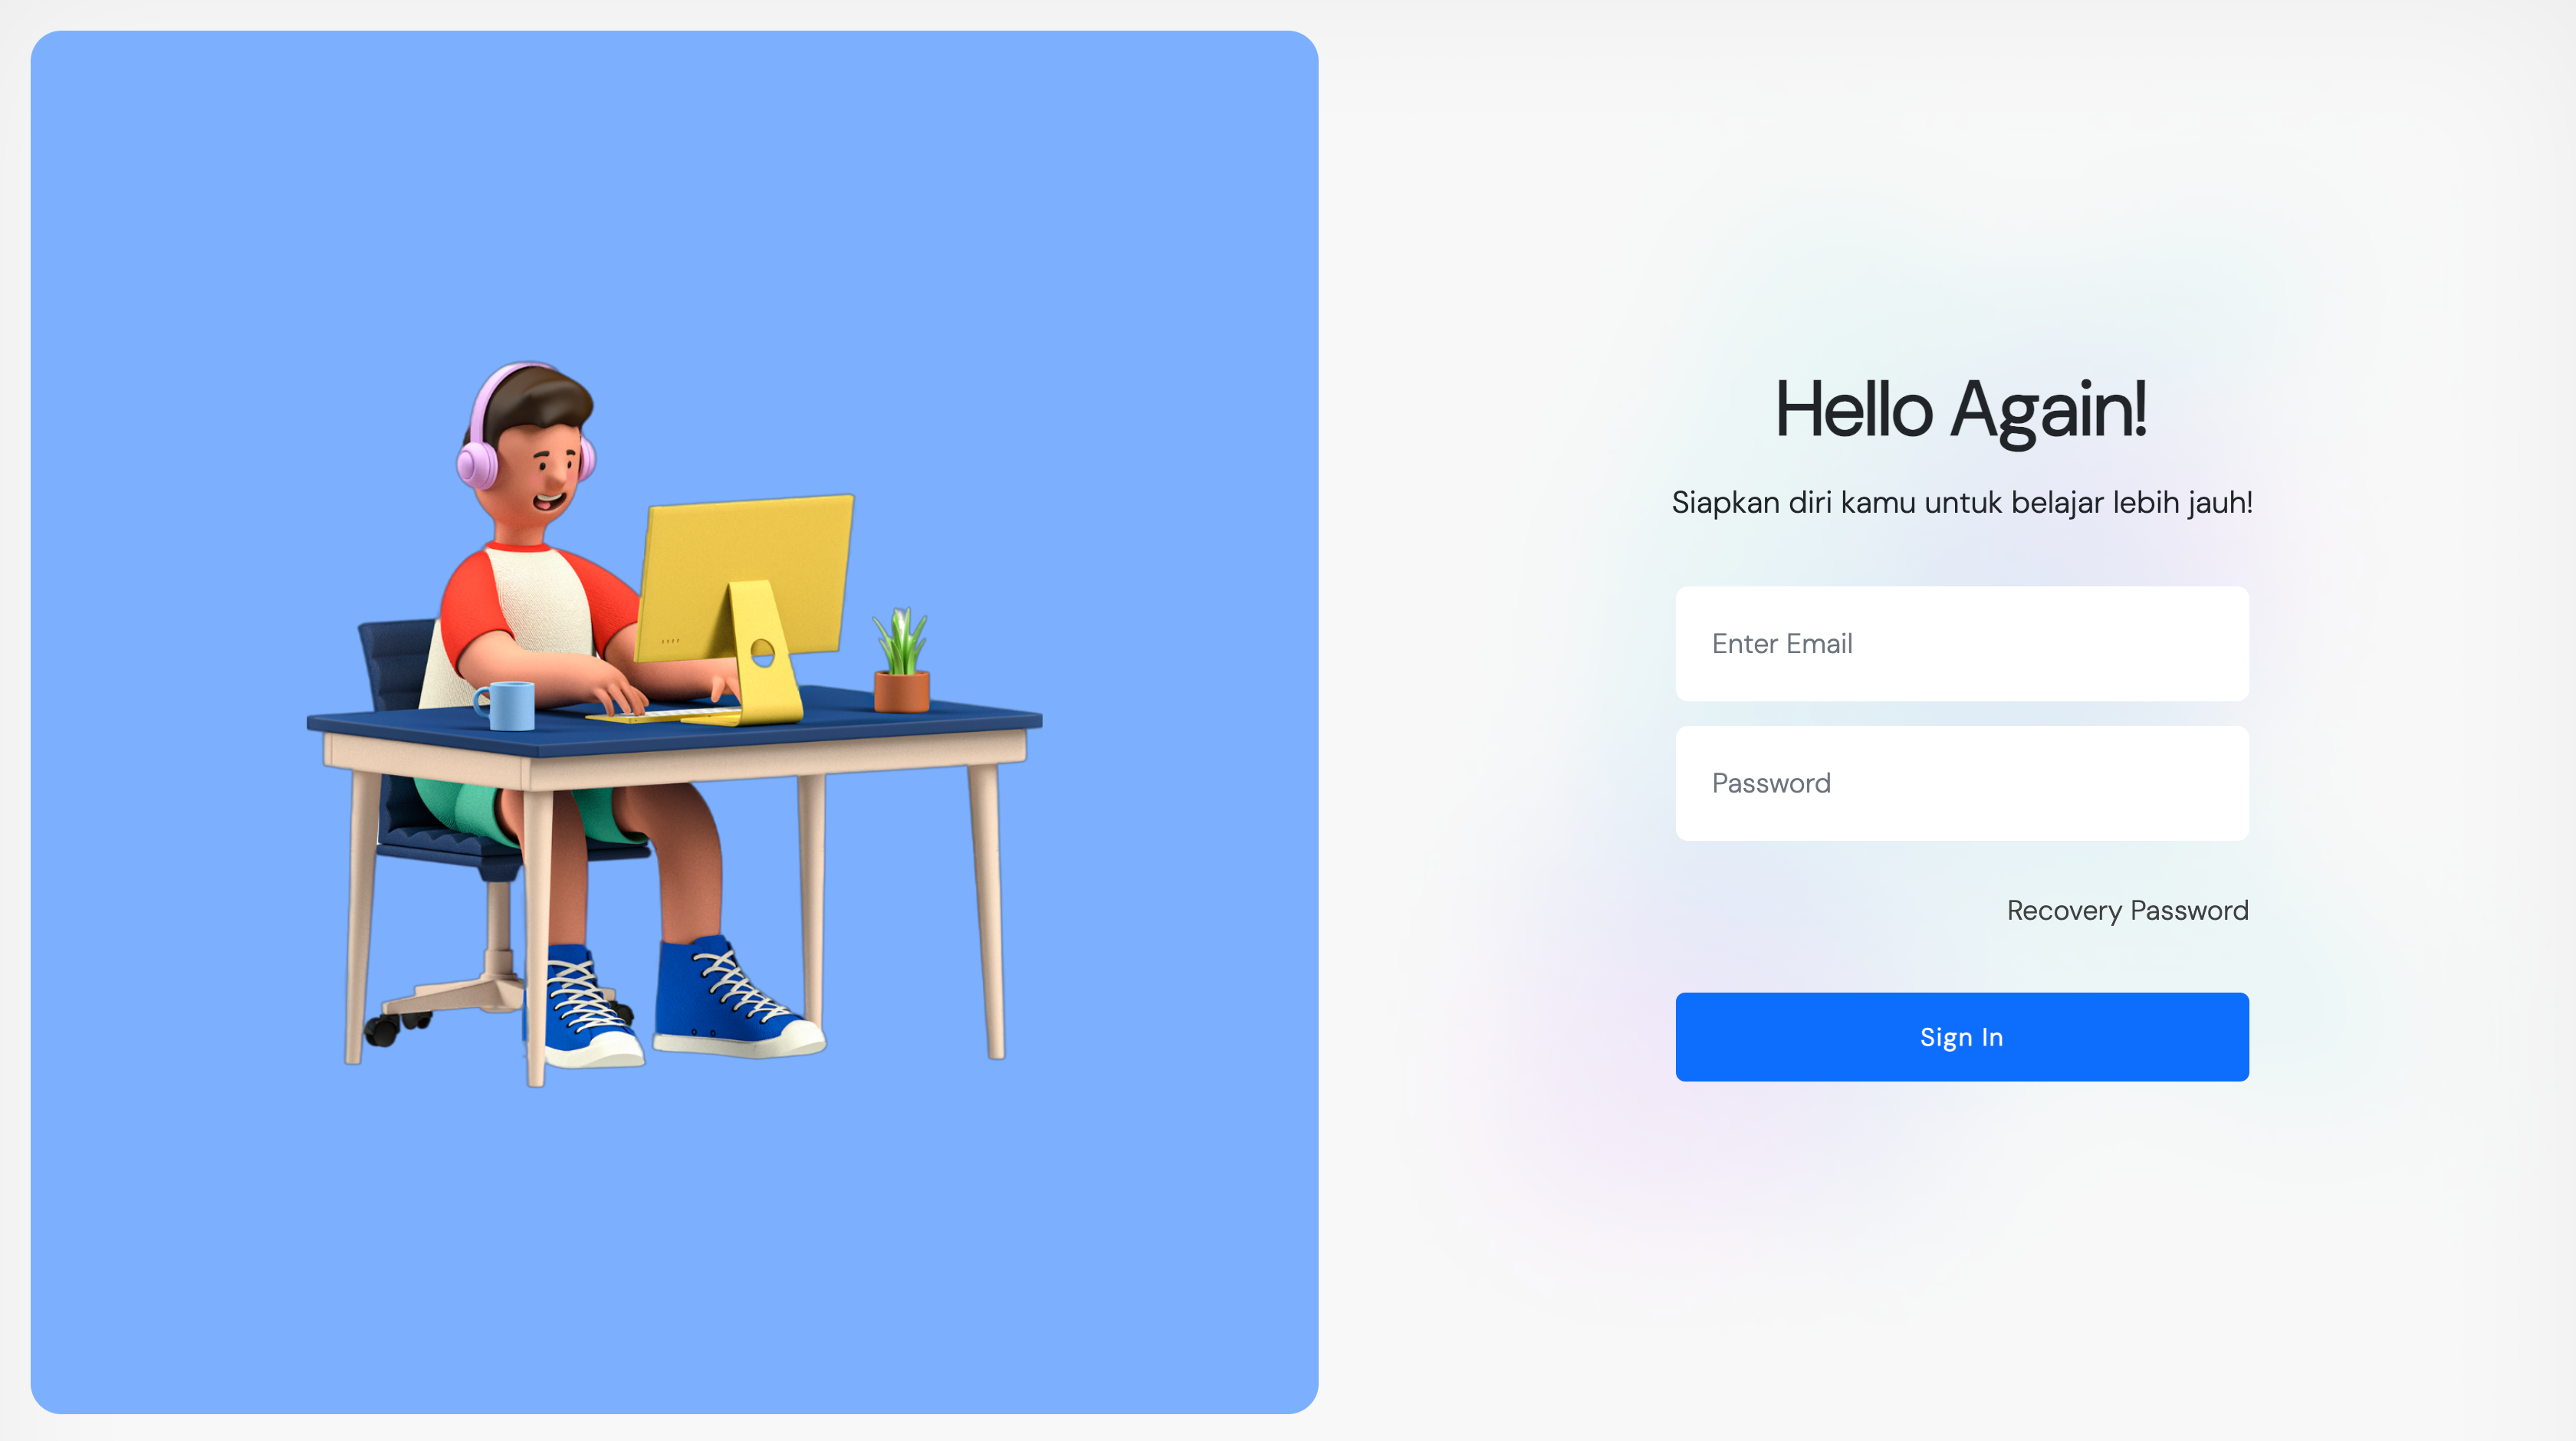 Hello Again!
Siapkan diri kamu untuk belajar lebih jauh!
Enter Email
Password
Recovery Password
Sign In